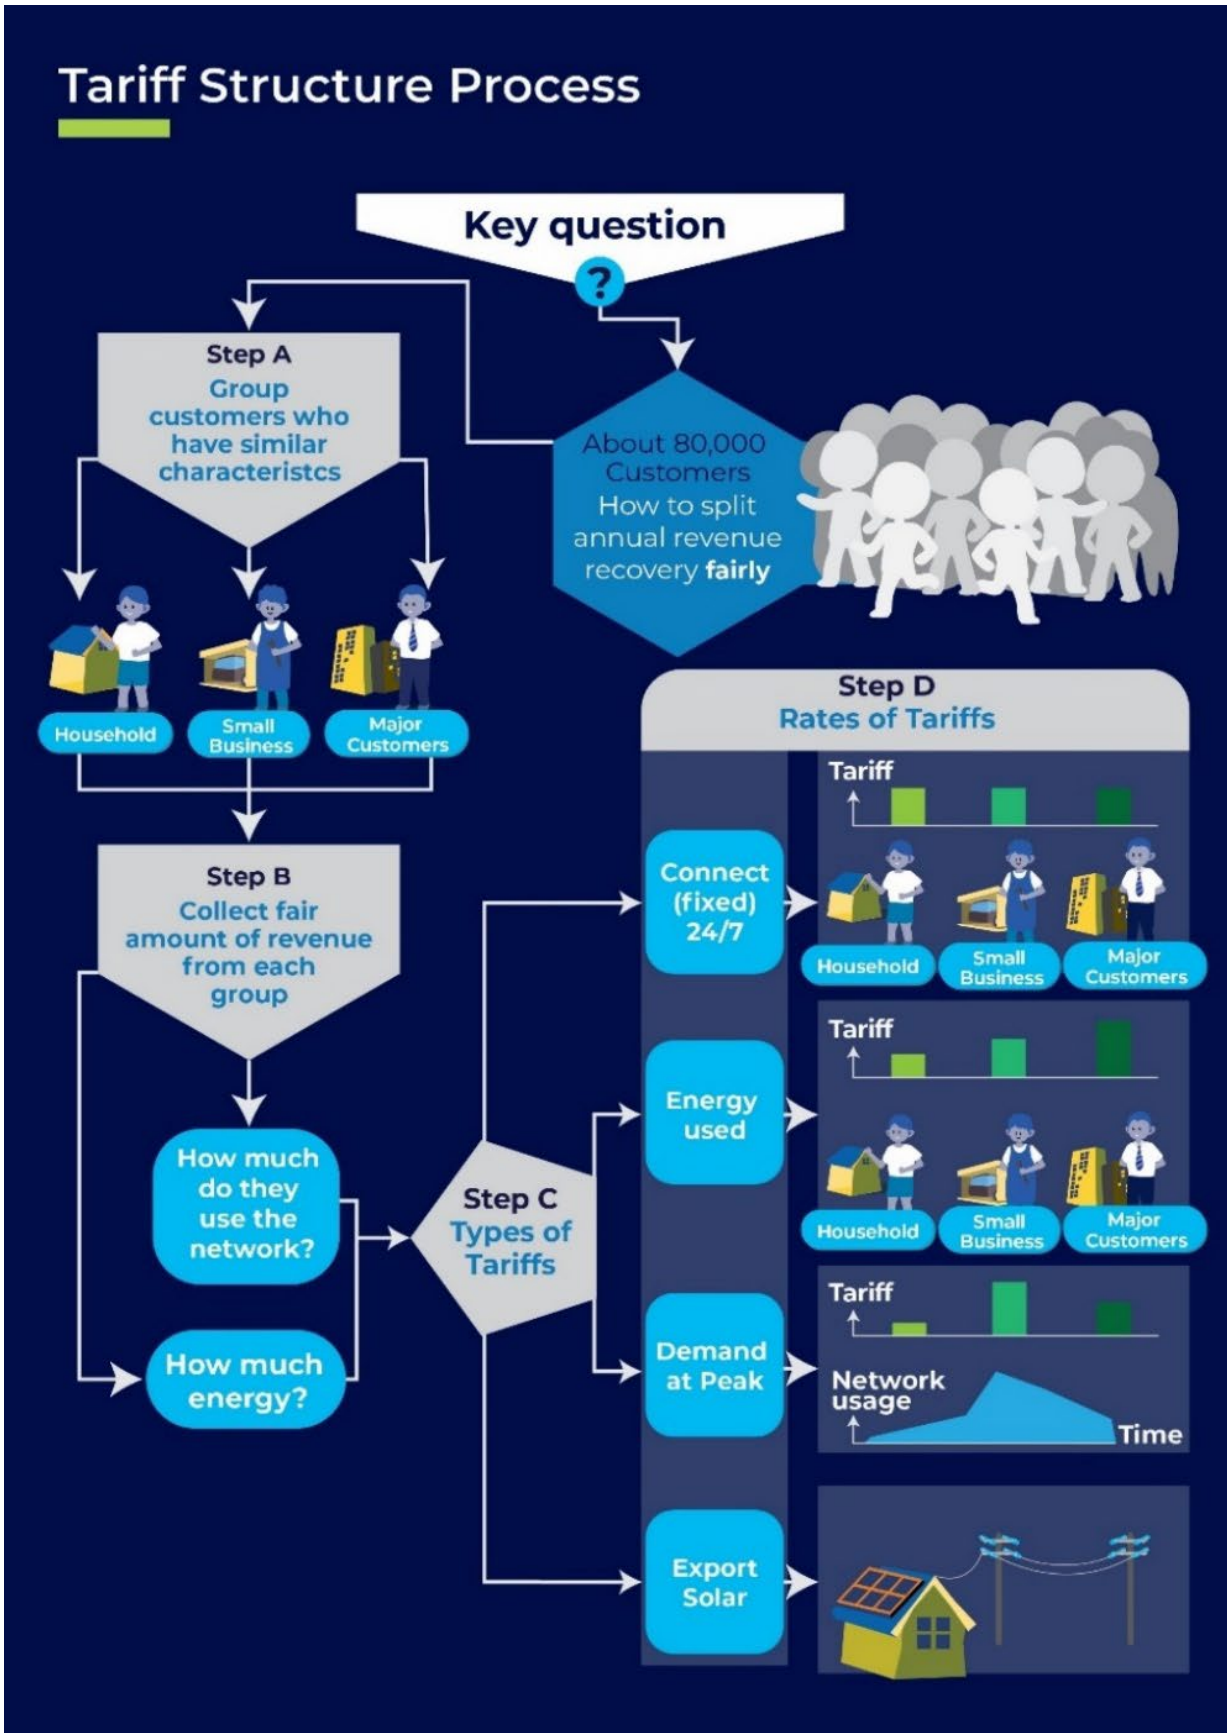 Tariff Structure Process
Key question
?
About 80,000
Customers
How to split
annual revenue
recovery fairly
Step A
Group
customers who
have similar
characteristcs
Household
Small
Business
Major
Customers
Step B
Collect fair
amount of revenue
from each
group
How much
do they
use the
network?
How much
energy?
Step C
Types of
Tariffs
Step D
Rates of Tariffs
Connect
(fixed)
24/7
Tariff
Household
Small
Business
Major
Customers
Energy
used
Tariff
Household
Small
Business
Major
Customers
Demand
at Peak
Tariff
Network
usage
Time
Export
Solar